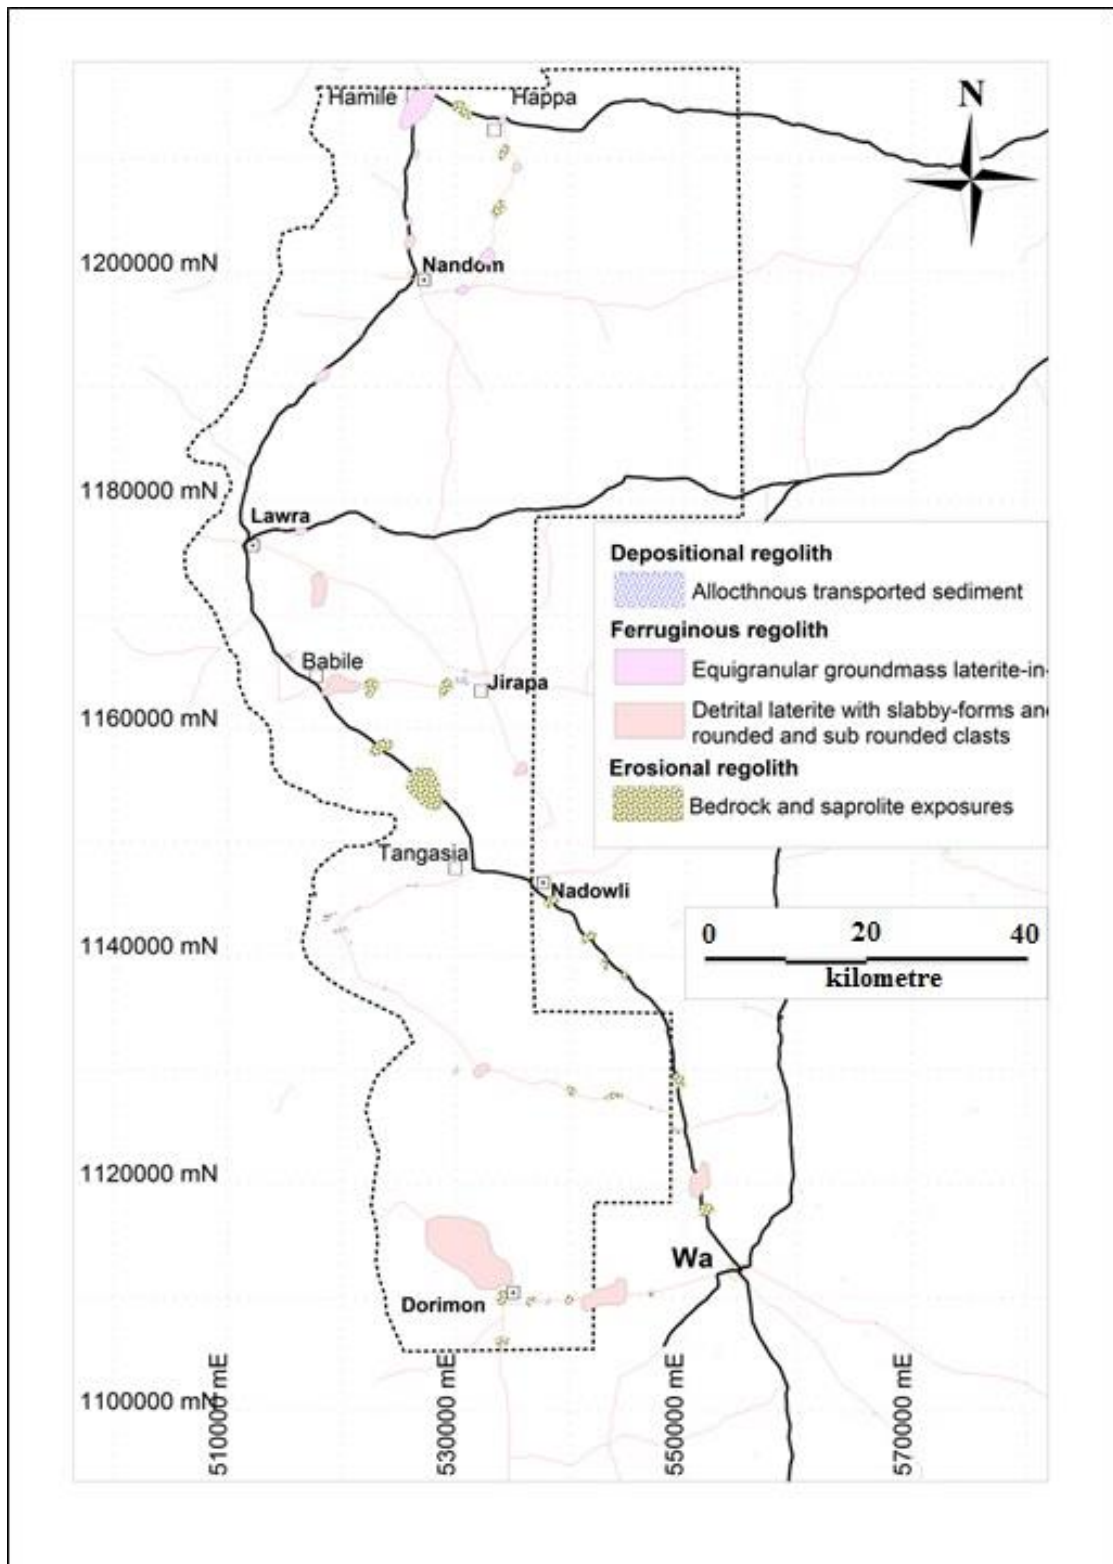 Hamile
Happa
N
1200000 mN
Nandom
1180000 mN
Lawra
Depositional regolith
Allocthnous transported sediment
Ferruginous regolith
Babile
Equigranular groundmass laterite-in-
Jirapa
Detrital laterite with slabby-forms an
rounded and sub rounded clasts
1160000 mN
Erosional regolith
Bedrock and saprolite exposures
Tangasia
Nadowli
0 20 40
kilometre
1140000 mN
1120000 mN
Wa
Dorimon
1100000 mN
510000 mE
530000 mE
550000 mE
570000 mE